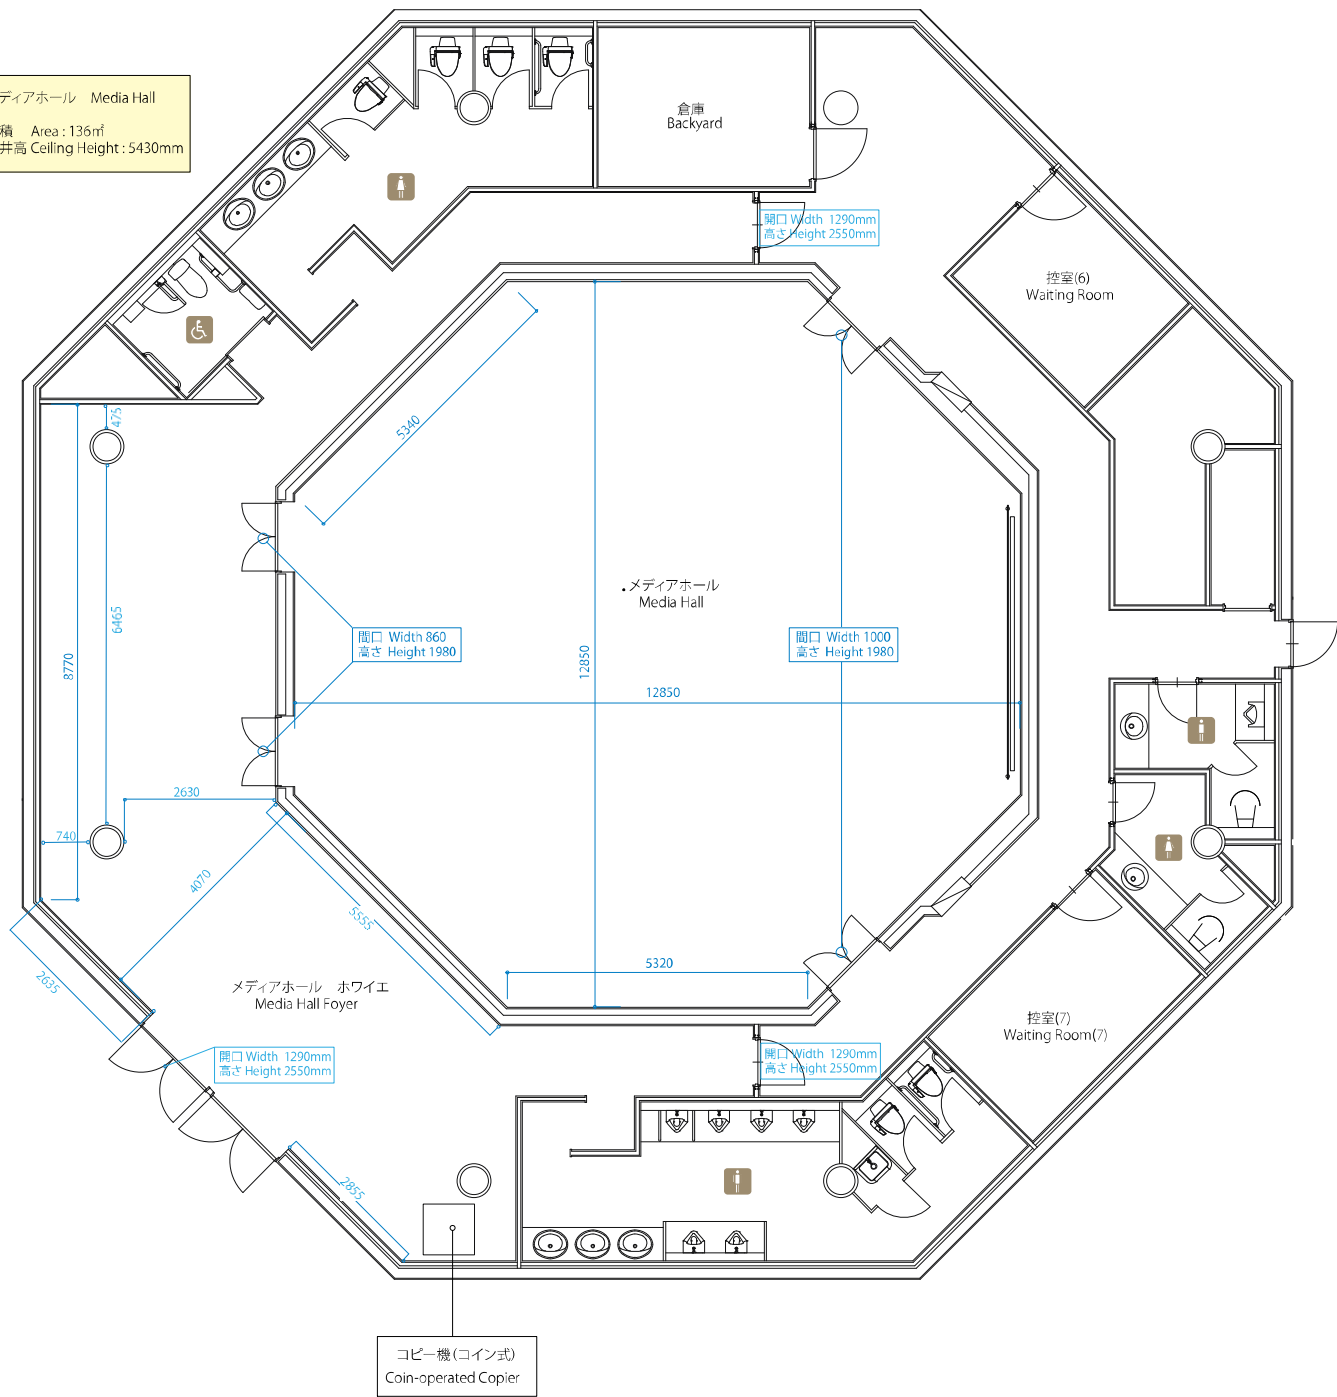 ディアホール Media Hall
積 Area : 136㎡
井高 Ceiling Height : 5430mm
倉庫
Backyard
開口 Width 1290mm
高さ Height 2550mm
控室(6)
Waiting Room
5340
475
メディアホール
Media Hall
6465
8770
間口 Width 860
高さ Height 1980
間口 Width 1000
高さ Height 1980
12850
12850
2630
740
4070
5555
5320
2635
メディアホール ホワイエ
Media Hall Foyer
控室(7)
Waiting Room(7)
開口 Width 1290mm
高さ Height 2550mm
開口 Width 1290mm
高さ Height 2550mm
2855
コピー機(コイン式)
Coin-operated Copier